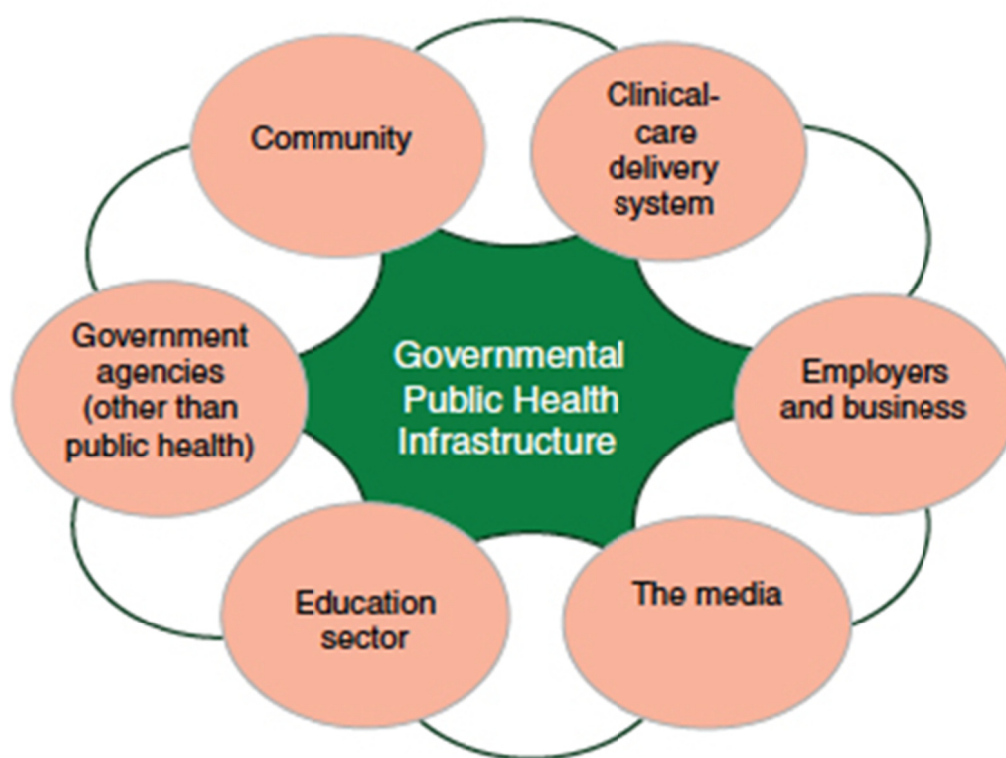 Community
Clinical-
care
delivery
system
Government
agencies
(other than
public health)
Governmental
Public Health
Infrastructure
Employers
and business
Education
sector
The media